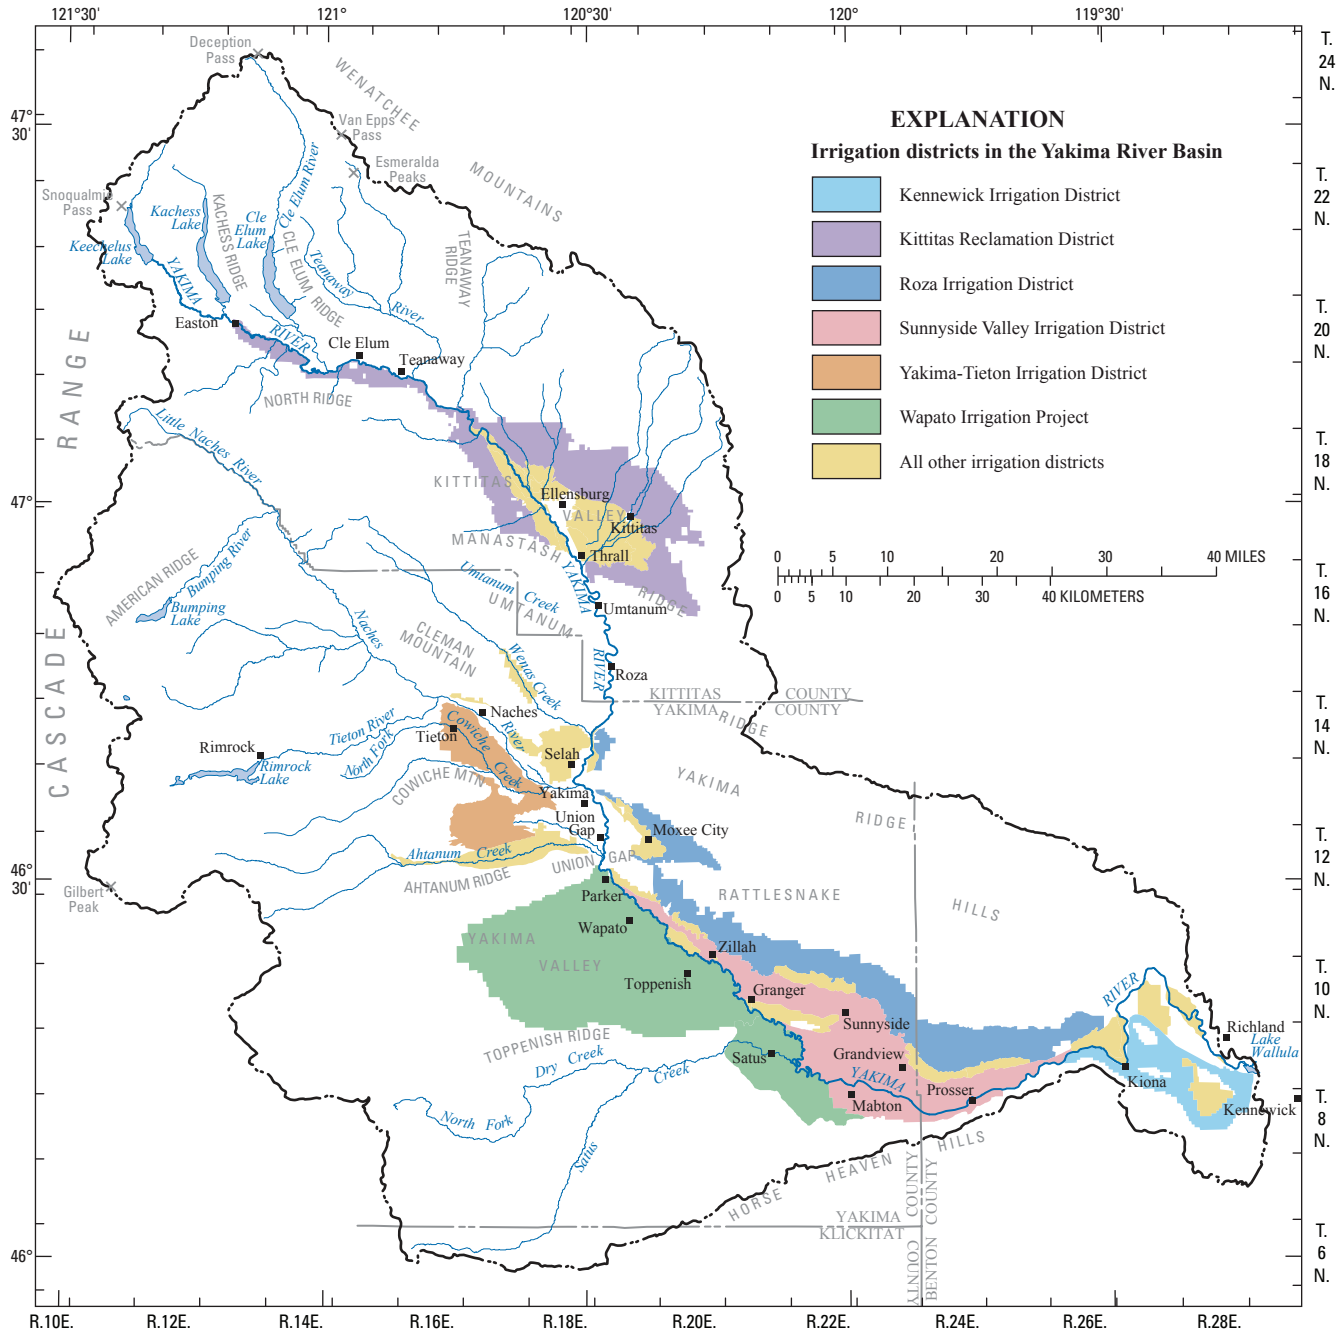 121°30'
121°
120°30'
120°
119°30'
T.
24
N.
T.
22
N.
T.
20
N.
T.
18
N.
T.
16
N.
T.
14
N.
T.
12
N.
T.
10
N.
T.
8
N.
T.
6
N.
47°
30'
47°
46°
30'
46°
R.10E.
R.12E.
R.14E.
R.16E.
R.18E.
R.20E.
R.22E.
R.24E.
R.26E.
R.28E.
EXPLANATION
Irrigation districts in the Yakima River Basin
Kennewick Irrigation District
Kittitas Reclamation District
Roza Irrigation District
Sunnyside Valley Irrigation District
Yakima-Tieton Irrigation District
Wapato Irrigation Project
All other irrigation districts
0 5 10 20 30 40 MILES
0 5 10 20 30 40 KILOMETERS
Deception
Pass
WENATCHEE
MOUNTAINS
Van Epps
Pass
Esmeralda
Peaks
Snoqualmie
Pass
Keechelus
Lake
Kachess
Lake
KACHESS RIDGE
Cle
Elum
Lake
Cle Elum River
CLE ELUM RIDGE
Teanaway
River
TEANAWAY
RIDGE
YAKIMA
RIVER
Easton
Cle Elum
Teanaway
NORTH RIDGE
CASCADE RANGE
Little Naches River
KITTITAS
VALLEY
Ellensburg
Kittitas
Thrall
MANASTASH
RIDGE
AMERICAN RIDGE
Bumping River
Bumping
Lake
Naches
River
Umtanum Creek
UMTANUM
RIDGE
YAKIMA
RIVER
Umtanum
CLEMAN
MOUNTAIN
Wenas Creek
Roza
KITTITAS COUNTY
YAKIMA COUNTY
Naches
Tieton
Tieton River
North Fork
Cowiche
Creek
Rimrock
Rimrock
Lake
COWICHE MTN
Selah
Yakima
Union
Gap
YAKIMA
RIDGE
Moxee City
Ahtanum Creek
AHTANUM RIDGE
UNION GAP
Gilbert
Peak
RATTLESNAKE
HILLS
Parker
Wapato
YAKIMA
VALLEY
Zillah
Toppenish
Granger
Sunnyside
TOPPENISH RIDGE
Satus
Grandview
YAKIMA
RIVER
Mabton
Prosser
Dry Creek
North Fork
Satus
Creek
Kiona
Richland
Lake
Wallula
Kennewick
HORSE HEAVEN HILLS
YAKIMA COUNTY
KLICKITAT COUNTY
BENTON COUNTY